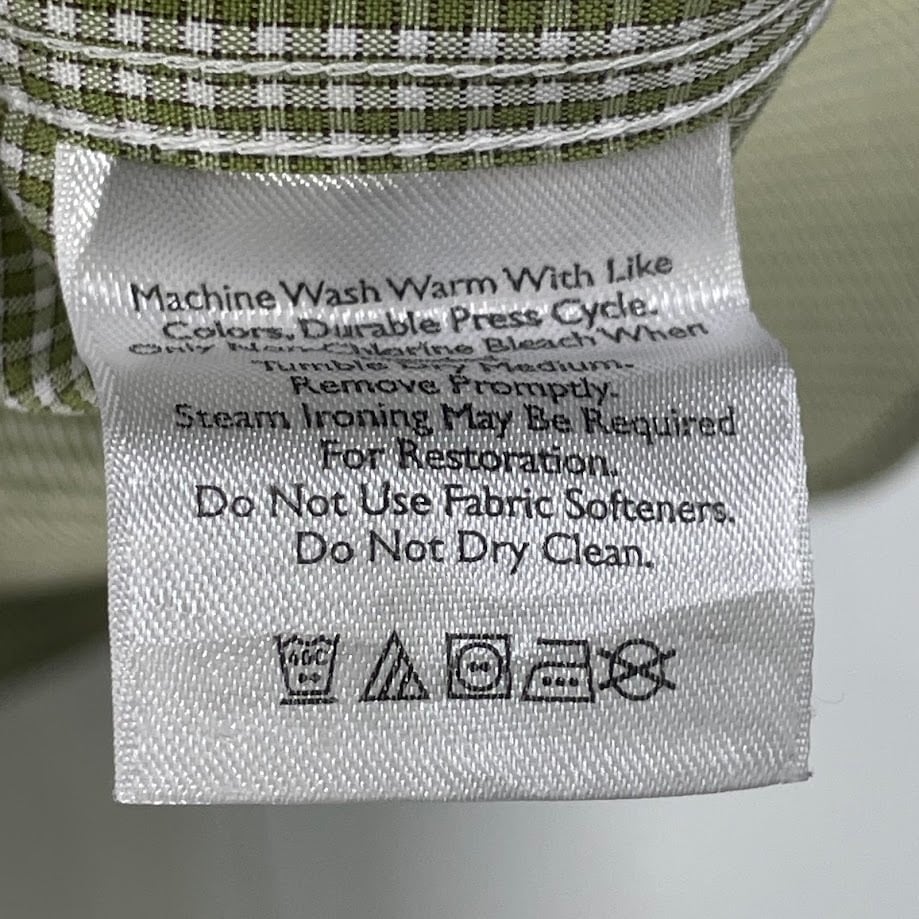 Machine Wash Warm With Like
Colors, Durable Press Cycle.
Only Non-Chlorine Bleach When
Tumble Dry Medium.
Remove Promptly.
Steam Ironing May Be Required
For Restoration.
Do Not Use Fabric Softeners.
Do Not Dry Clean.